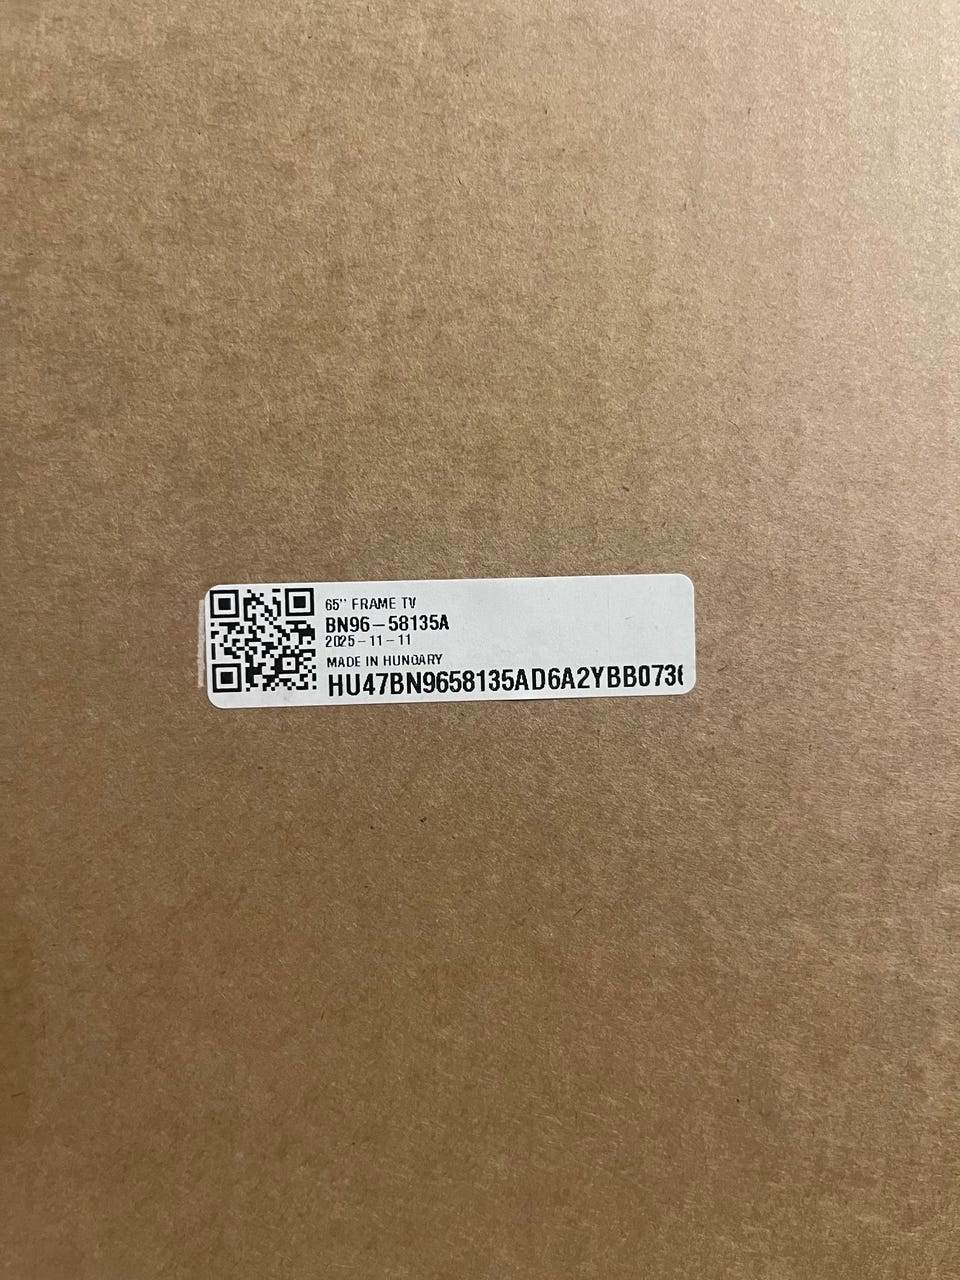 65" FRAME TV
BN96-58135A
2025-11-11
MADE IN HUNGARY
HU47BN9658135AD6A2YBB073